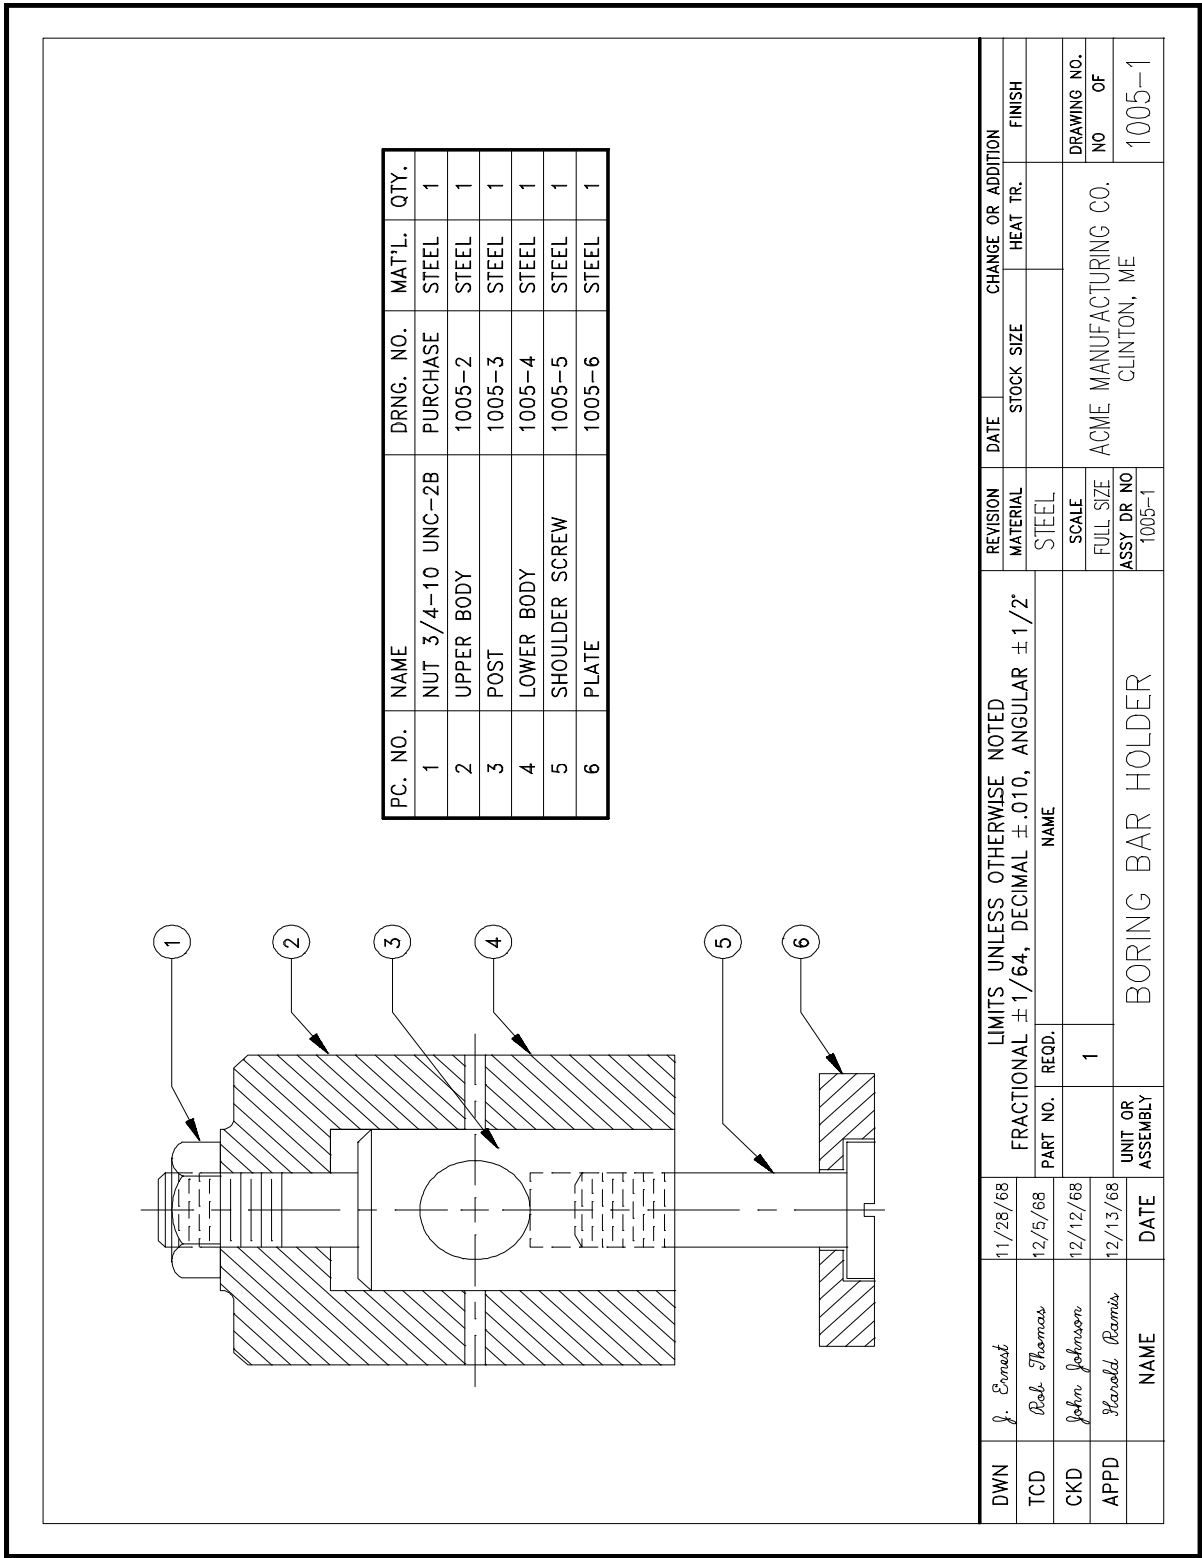 1
2
3
4
5
6
PC. NO. NAME DRNG. NO. MAT'L. QTY.
1 NUT 3/4-10 UNC-2B PURCHASE STEEL 1
2 UPPER BODY 1005-2 STEEL 1
3 POST 1005-3 STEEL 1
4 LOWER BODY 1005-4 STEEL 1
5 SHOULDER SCREW 1005-5 STEEL 1
6 PLATE 1005-6 STEEL 1
DWN J. Ernest 11/28/68
TCD Rob Thomas 12/5/68
CKD John Johnson 12/12/68
APPD Harold Ramis 12/13/68
NAME DATE
LIMITS UNLESS OTHERWISE NOTED
FRACTIONAL ±1/64, DECIMAL ±.010, ANGULAR ±1/2°
PART NO. REQD. NAME
1
UNIT OR
ASSEMBLY
BORING BAR HOLDER
REVISION DATE CHANGE OR ADDITION
MATERIAL STOCK SIZE HEAT TR. FINISH
STEEL
SCALE
FULL SIZE
ASSY DR NO
1005-1
ACME MANUFACTURING CO.
CLINTON, ME
DRAWING NO.
NO OF
1005-1